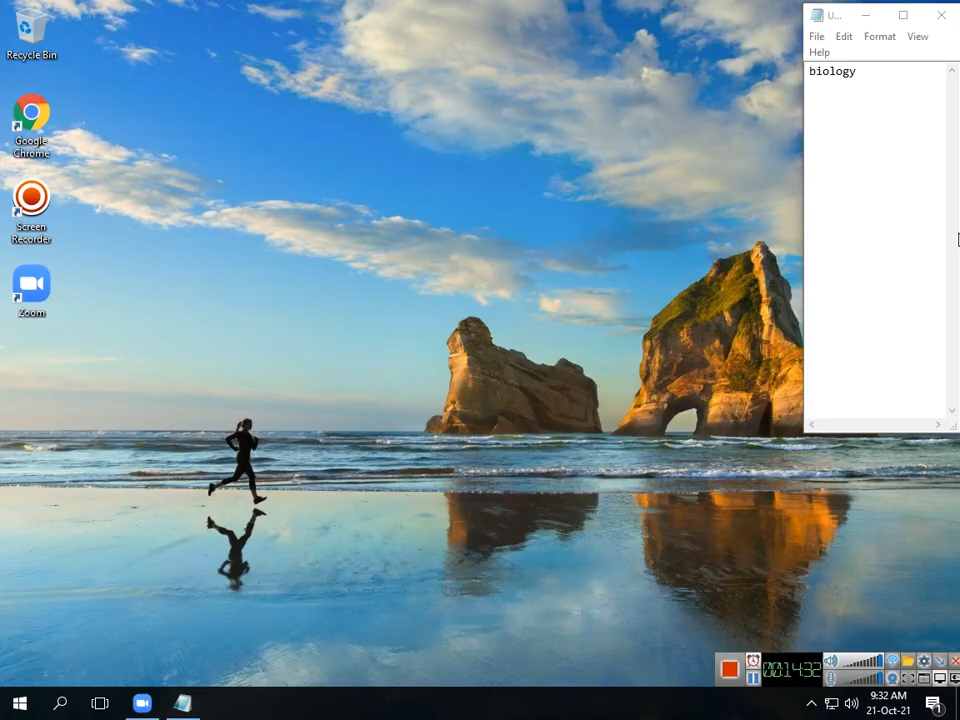 Recycle Bin
Google
Chrome
Screen
Recorder
Zoom
U...
File Edit Format View
Help
biology
00:14:32
9:32 AM
21-Oct-21
1